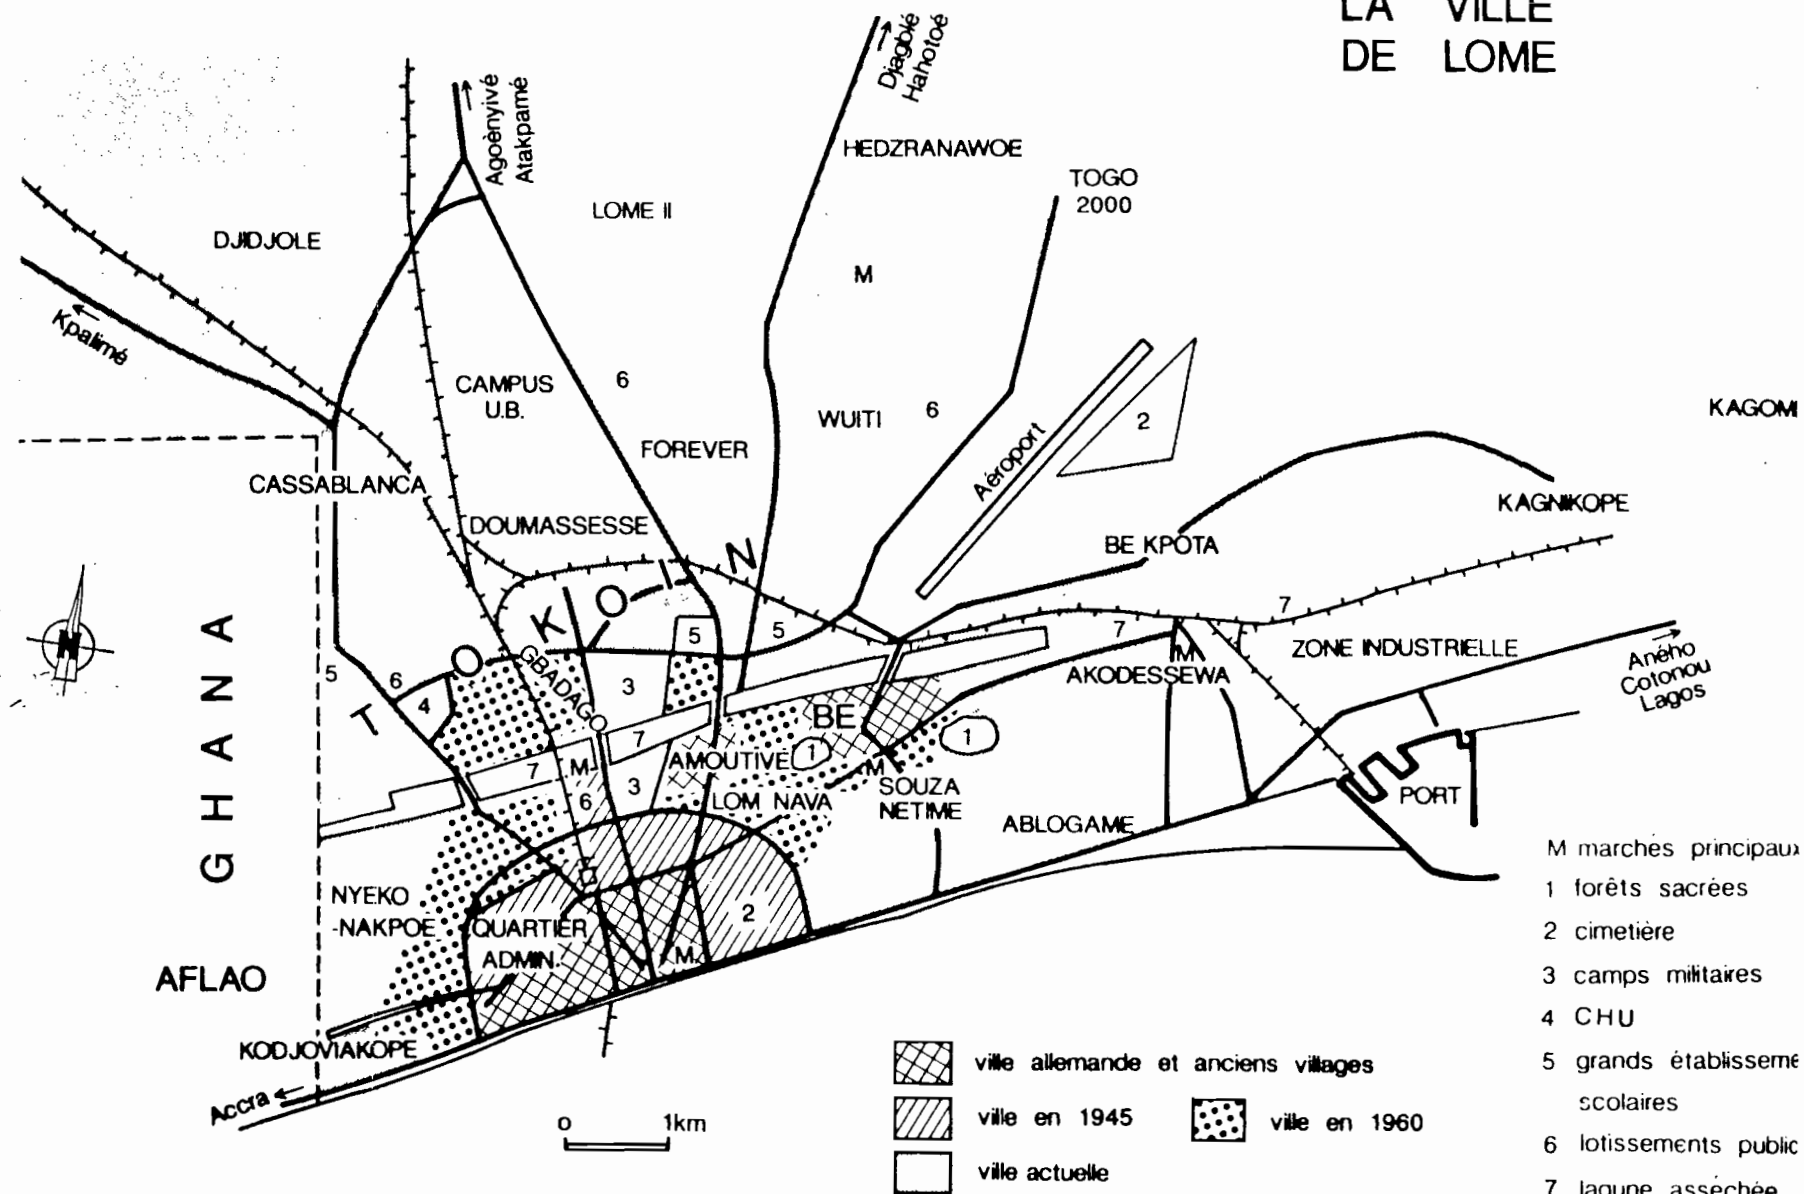 LA VILLE
DE LOME
Djagblé
Hahotoé
Agoènyivé
Atakpamé
HEDZRANAWOE
TOGO
2000
LOME II
DJIDJOLE
M
Kpalimé
CAMPUS
U.B.
6
WUITI
6
2
KAGOM
FOREVER
Aéroport
CASSABLANCA
KAGNIKOPE
DOUMASSESSE
BE KPOTA
TOKOIN
N
7
5
5
7
GHANA
GBADAGO
ZONE INDUSTRIELLE
M
AKODESSEWA
Aného
Cotonou
Lagos
5
6
4
3
BE
7
1
1
AMOUTIVE
7
M
M
6
3
SOUZA
NETIME
LOM NAVA
PORT
ABLOGAME
NYEKO
-NAKPOE
QUARTIER
ADMIN.
2
M
AFLAO
KODJOVIAKOPE
Accra
0 1km
ville allemande et anciens villages
ville en 1945
ville en 1960
ville actuelle
M marchés principaux
1 forêts sacrées
2 cimetière
3 camps militaires
4 CHU
5 grands établisseme
scolaires
6 lotissements public
7 lagune asséchée